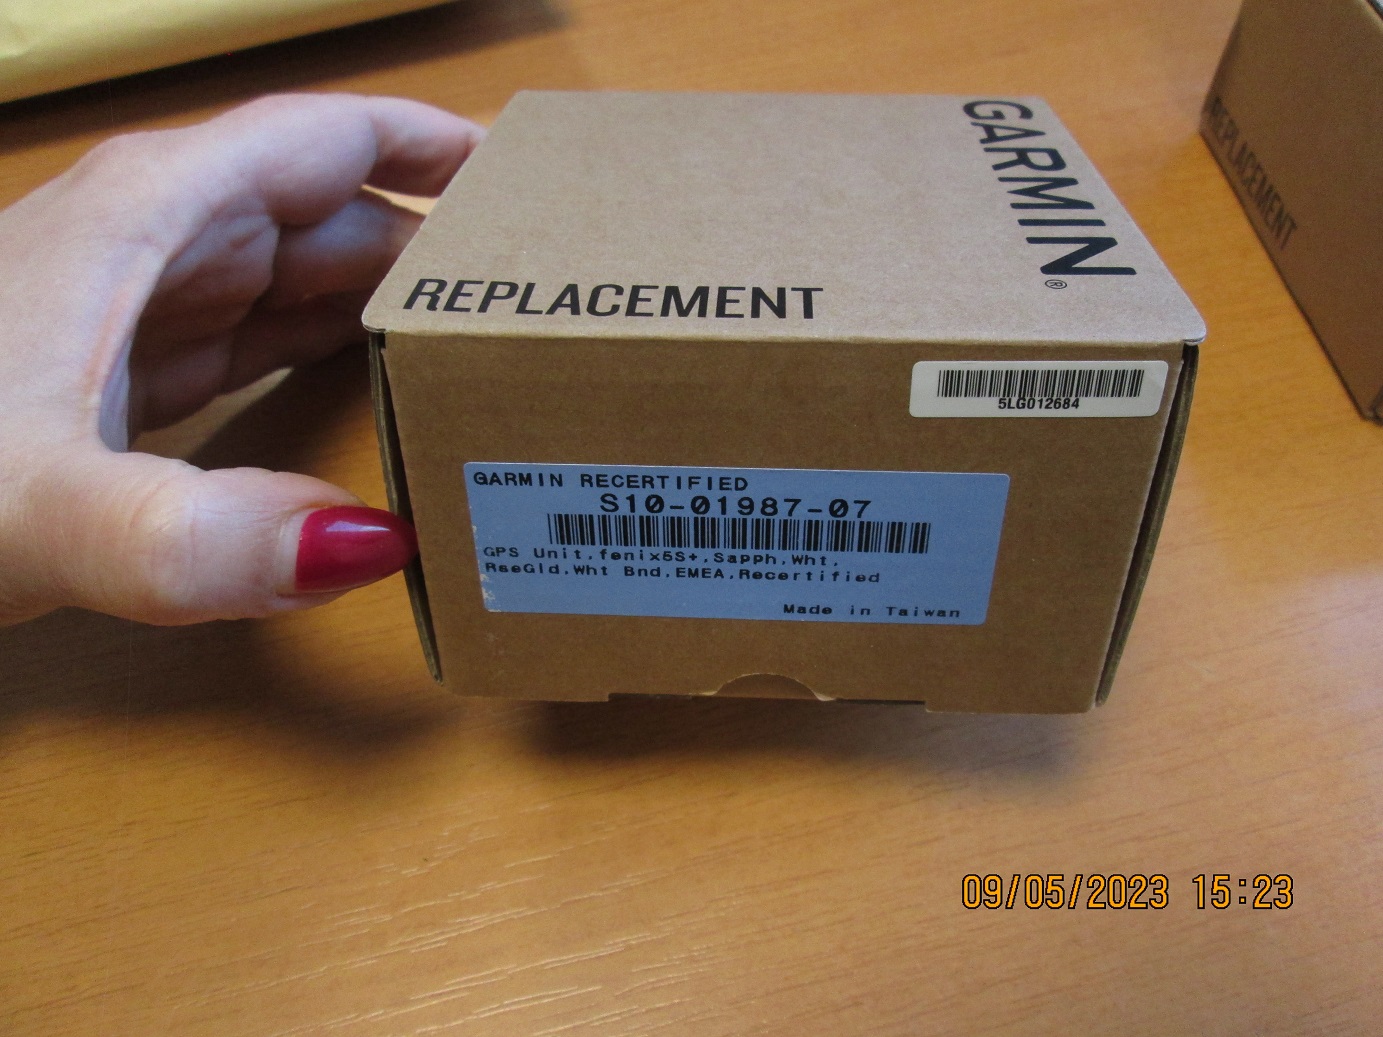 GARMIN®
REPLACEMENT
REPLACEMENT
5LG012684
GARMIN RECERTIFIED
S10-01987-07
GPS Unit,fenix5S+,Sapph,Wht,
RseGld,Wht Bnd,EMEA,Recertified
Made in Taiwan
09/05/2023 15:23